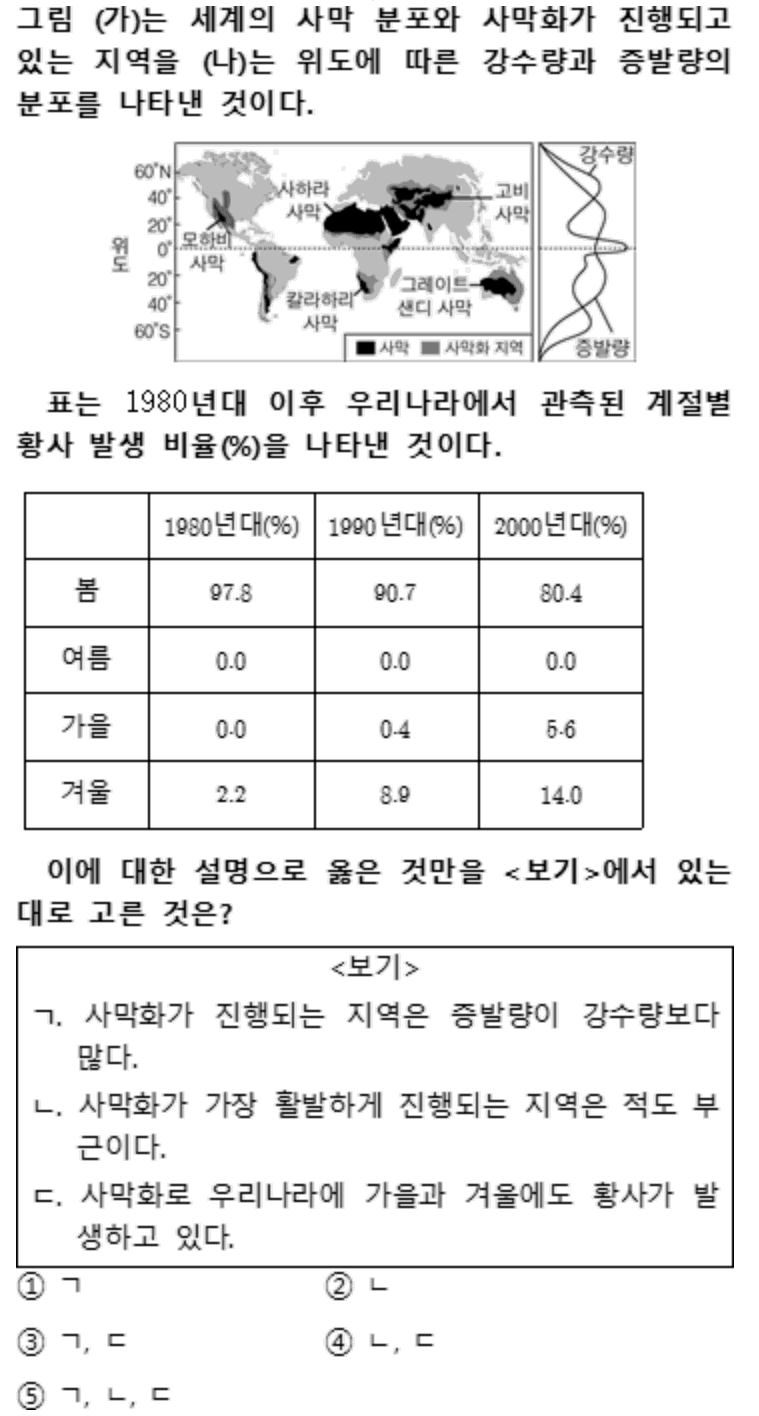 그림 (가)는 세계의 사막 분포와 사막화가 진행되고
있는 지역을 (나)는 위도에 따른 강수량과 증발량의
분포를 나타낸 것이다.
위도
60°N
40°
20°
0°
20°
40°
60°S
사하라
사막
고비
사막
모하비
사막
칼라하리
사막
그레이트
샌디 사막
사막 사막화 지역
강수량
증발량
표는 1980년대 이후 우리나라에서 관측된 계절별
황사 발생 비율(%)을 나타낸 것이다.
1980년대(%) 1990년대(%) 2000년대(%)
봄 97.8 90.7 80.4
여름 0.0 0.0 0.0
가을 0.0 0.4 5.6
겨울 2.2 8.9 14.0
이에 대한 설명으로 옳은 것만을 <보기>에서 있는
대로 고른 것은?
<보기>
ㄱ. 사막화가 진행되는 지역은 증발량이 강수량보다
많다.
ㄴ. 사막화가 가장 활발하게 진행되는 지역은 적도 부
근이다.
ㄷ. 사막화로 우리나라에 가을과 겨울에도 황사가 발
생하고 있다.
① ㄱ ② ㄴ
③ ㄱ, ㄷ ④ ㄴ, ㄷ
⑤ ㄱ, ㄴ, ㄷ